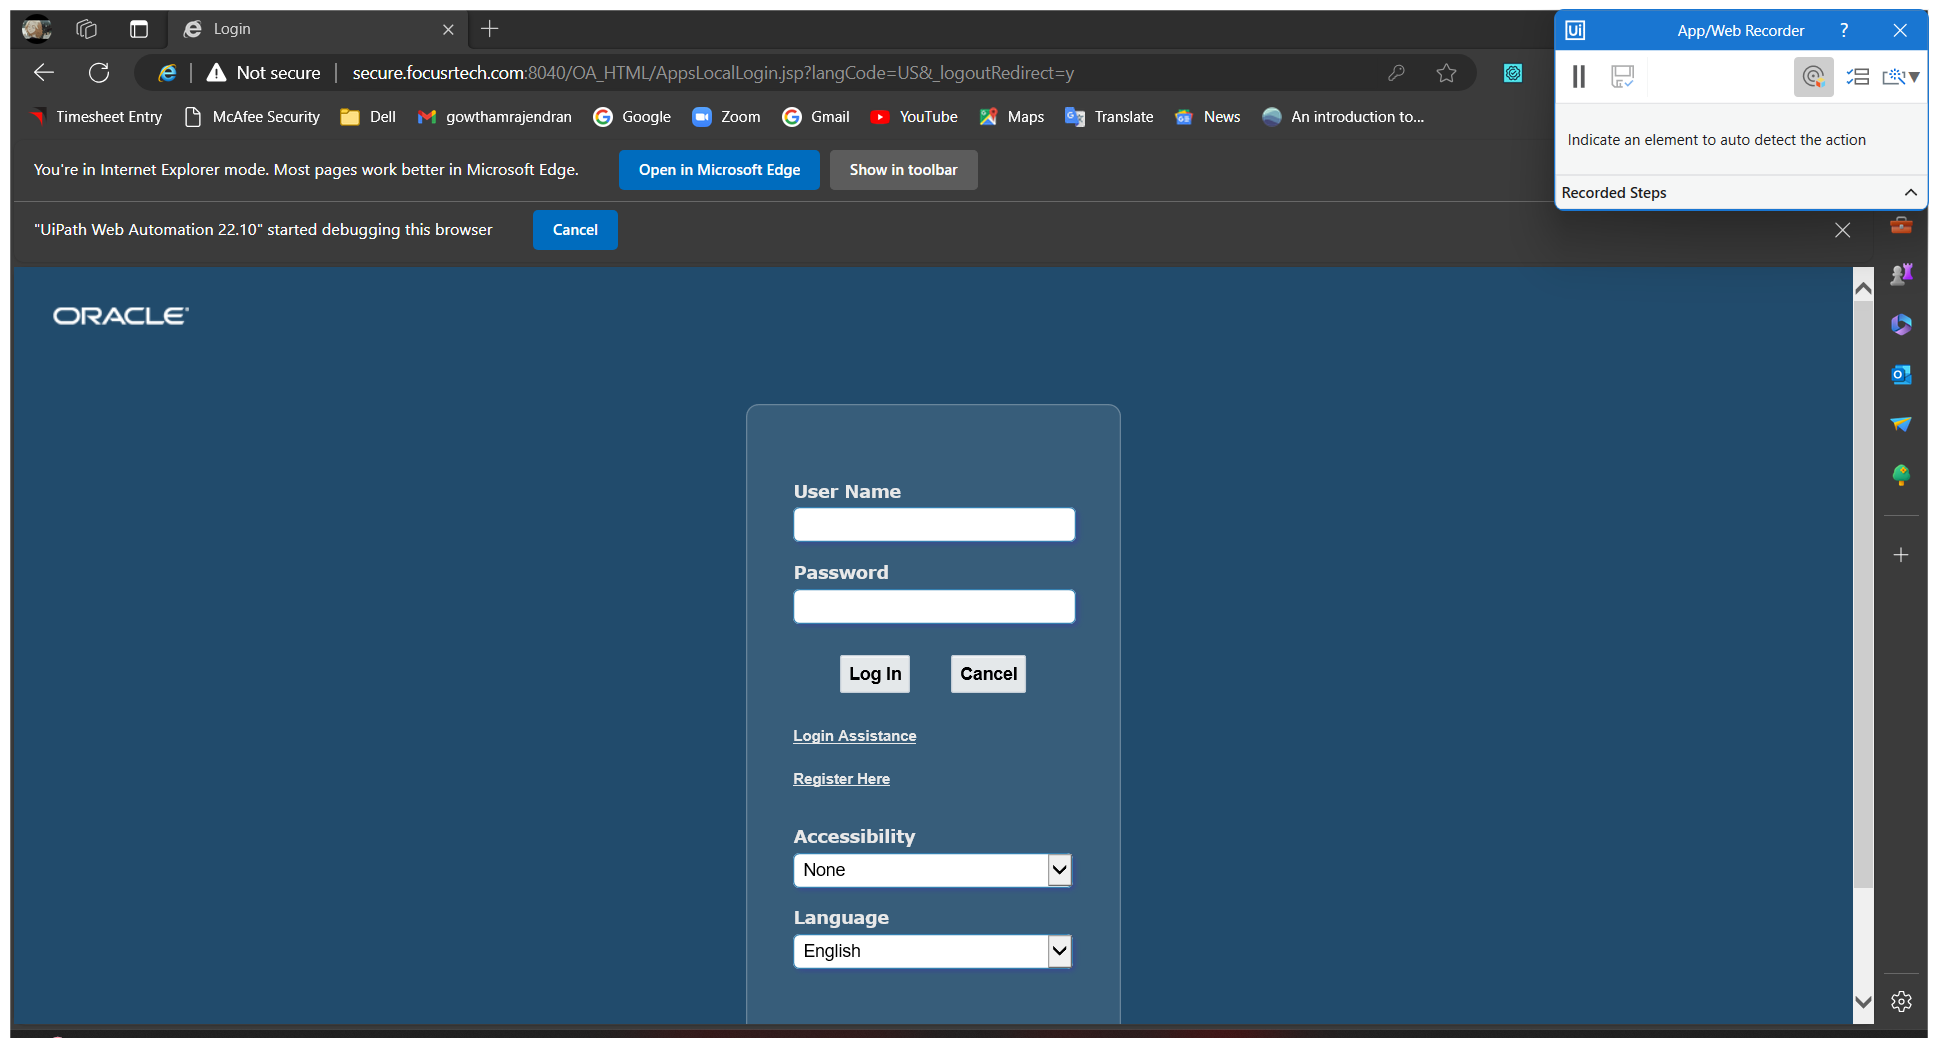 Login
Ui App/Web Recorder ?
Not secure secure.focusrtech.com:8040/OA_HTML/AppsLocalLogin.jsp?langCode=US&_logoutRedirect=y
Timesheet Entry McAfee Security Dell gowthamrajendran Google Zoom Gmail YouTube Maps Translate News An introduction to...
Indicate an element to auto detect the action
You're in Internet Explorer mode. Most pages work better in Microsoft Edge. Open in Microsoft Edge Show in toolbar
Recorded Steps
"UiPath Web Automation 22.10" started debugging this browser Cancel
ORACLE
User Name
Password
Log In Cancel
Login Assistance
Register Here
Accessibility
None
Language
English